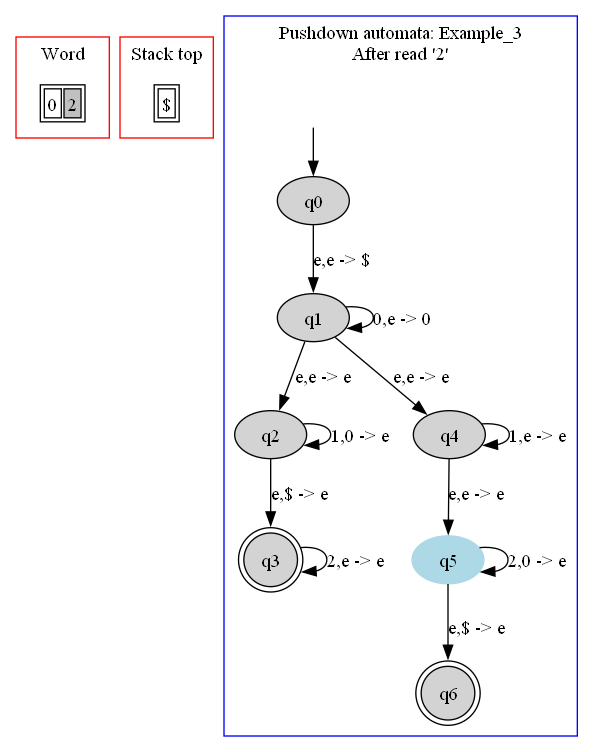 Word
0 2
Stack top
$
Pushdown automata: Example_3
After read '2'
q0
e,e -> $
q1
0,e -> 0
e,e -> e
e,e -> e
q2
1,0 -> e
q4
1,e -> e
e,$ -> e
e,e -> e
q3
2,e -> e
q5
2,0 -> e
e,$ -> e
q6